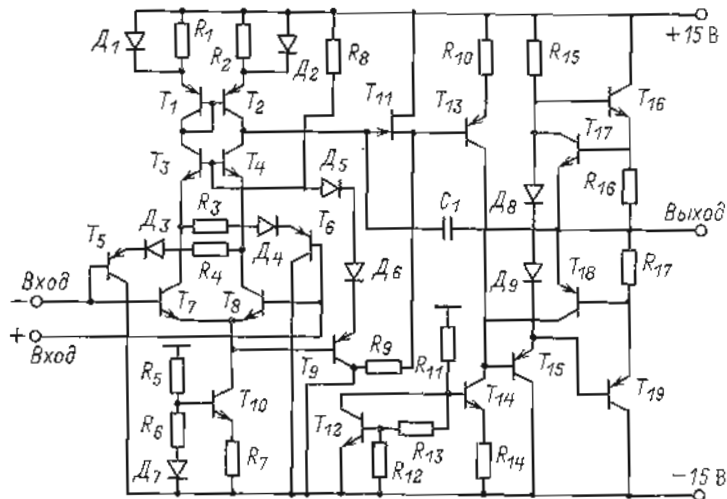 Д1
R1
R2
Д2
R8
+15 В
R10
R15
T1
T2
T11
T13
T16
T17
T3
T4
Д5
R16
R3
T6
C1
Д8
Выход
T5
Д3
R4
Д4
Д6
Д9
T18
R17
− Вход
T7
T8
+ Вход
T9
R9
R11
T15
R5
T10
T14
T19
R6
T12
R13
Д7
R7
R12
R14
−15 В